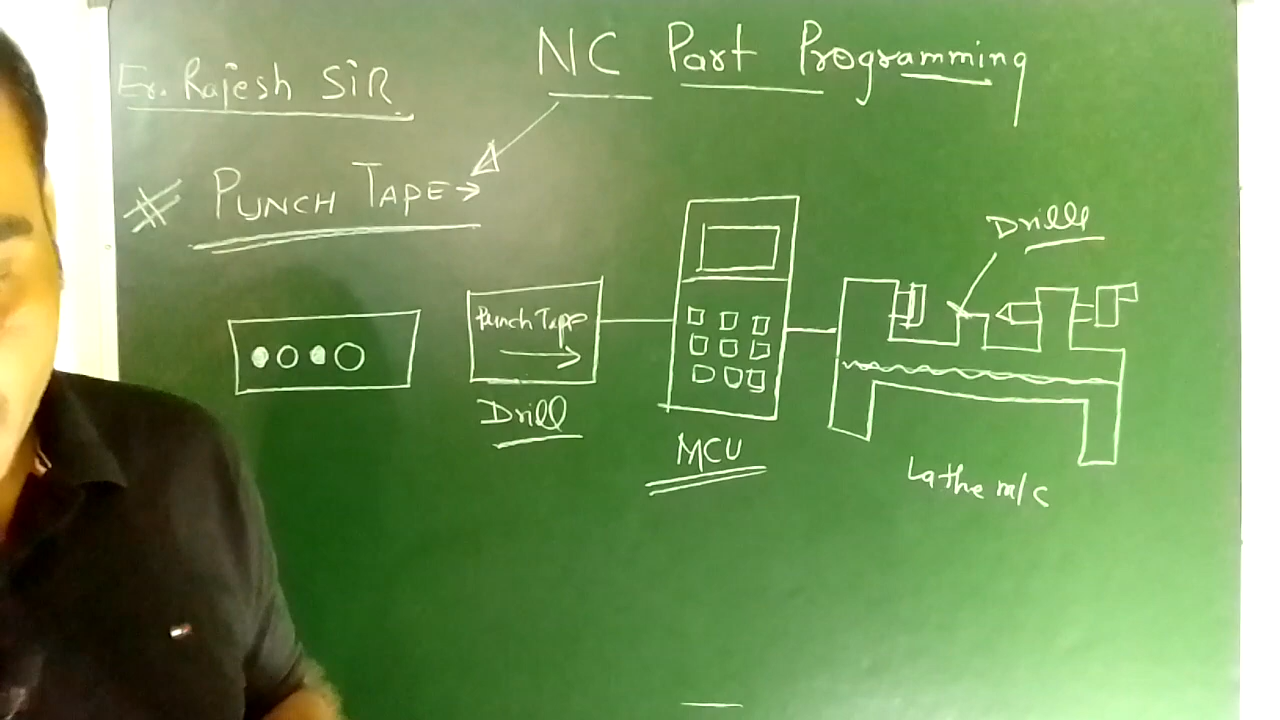 NC Part Programming
Er. Rajesh SiR
PUNCH TAPE
Drill
Punch Tape
Drill
MCU
Lathe m/c